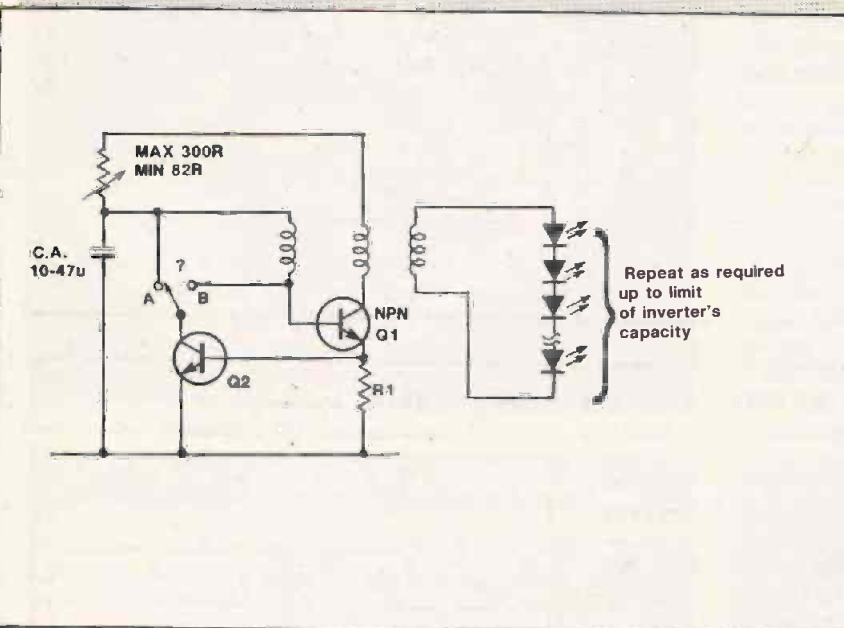 MAX 300R
MIN 82R
C.A.
10-47u
?
A
B
NPN
Q1
Q2
R1
Repeat as required
up to limit
of inverter's
capacity